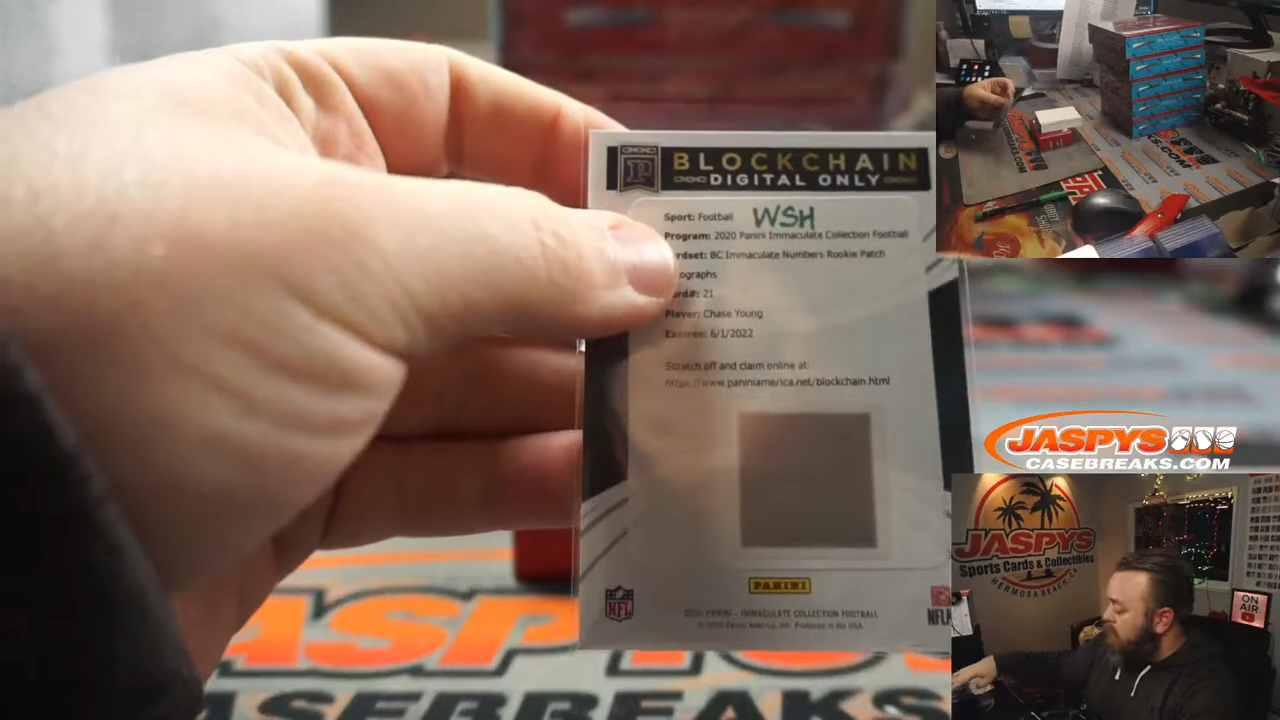 BLOCKCHAIN
DIGITAL ONLY
Sport: Football WSH
Program: 2020 Panini Immaculate Collection Football
BC Immaculate Numbers Rookie Patch
21
Player: Chase Young
Expires: 6/1/2022
Scratch off and claim online at:
https://www.paniniamerica.net/blockchain.html
PANINI
NFL
2020 PANINI – IMMACULATE COLLECTION FOOTBALL
© 2020 Panini America, Inc. Produced in the USA.
CASEBREAKS
JASPYS
CASEBREAKS.COM
JASPYS
Sports Cards & Collectibles
HERMOSA BEACH CA
ON
AIR